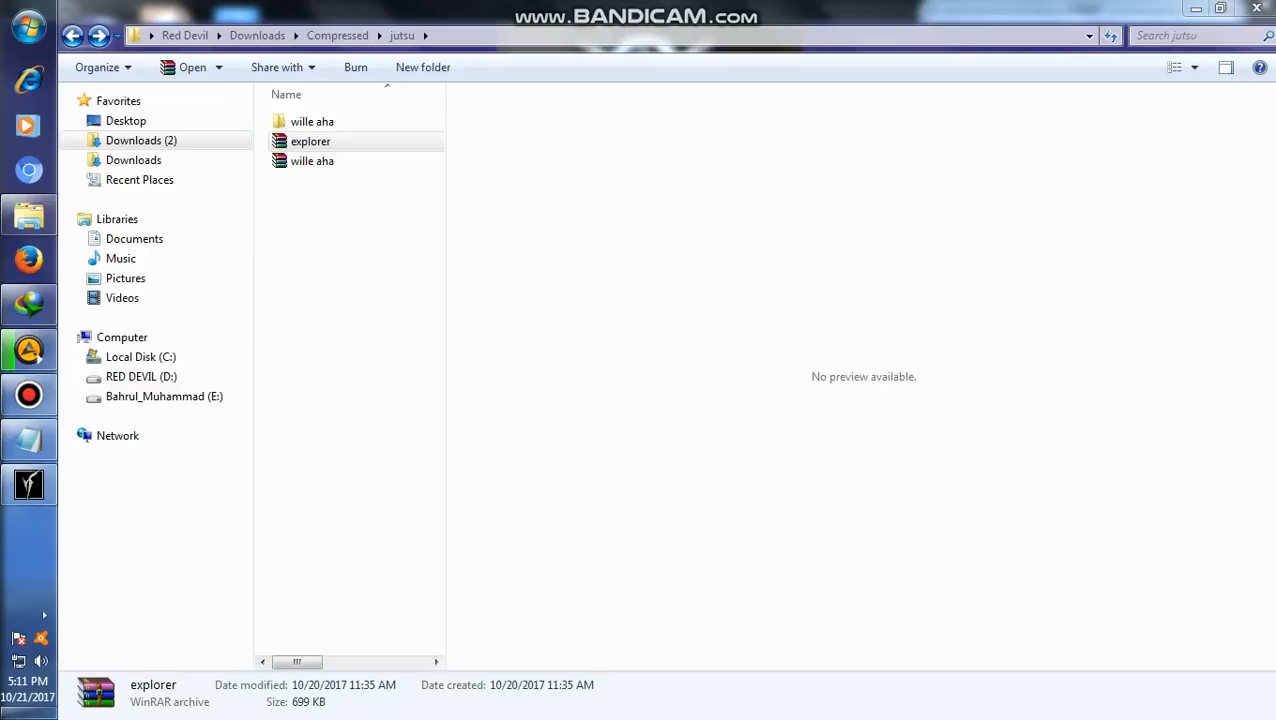 www.BANDICAM.com
Red Devil Downloads Compressed jutsu
Search jutsu
Organize Open Share with Burn New folder
Name
Favorites
Desktop
Downloads (2)
Downloads
Recent Places
Libraries
Documents
Music
Pictures
Videos
Computer
Local Disk (C:)
RED DEVIL (D:)
Bahrul_Muhammad (E:)
Network
wille aha
explorer
wille aha
No preview available.
explorer Date modified: 10/20/2017 11:35 AM Date created: 10/20/2017 11:35 AM
WinRAR archive Size: 699 KB
5:11 PM
10/21/2017